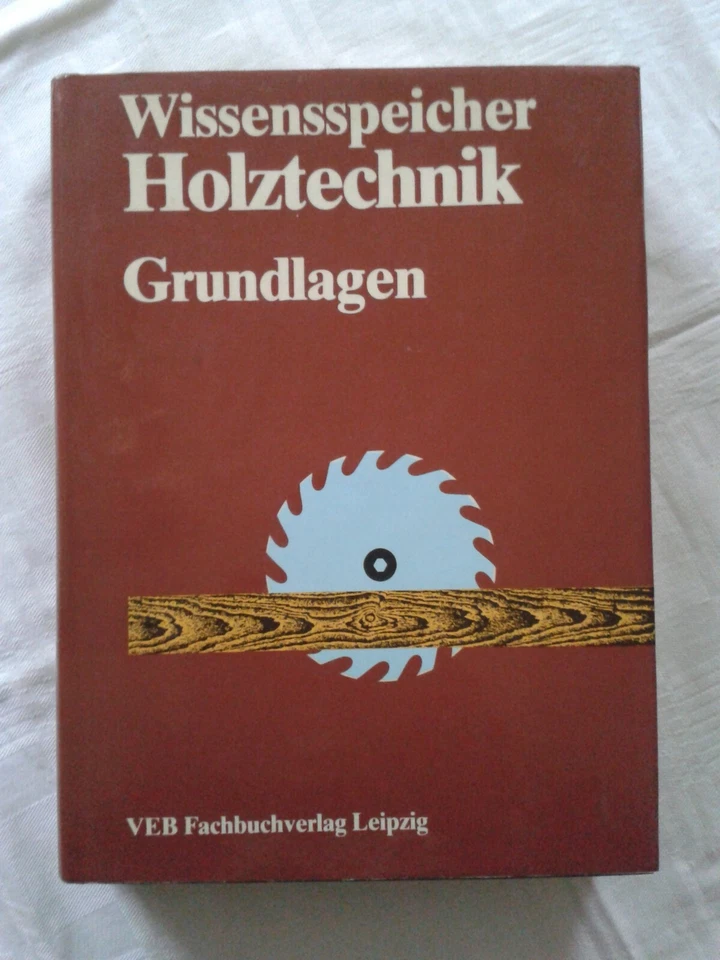 Wissensspeicher
Holztechnik
Grundlagen
VEB Fachbuchverlag Leipzig